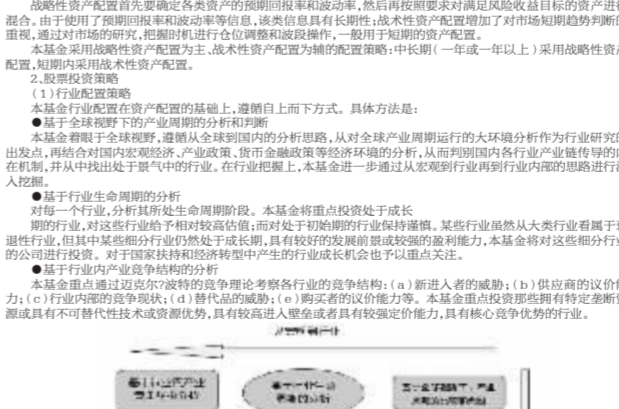 战略性资产配置首先要确定各类资产的预期回报率和波动率,然后再按照要求对满足风险收益目标的资产进行
混合。由于使用了预期回报率和波动率等信息,该类信息具有长期性;战术性资产配置增加了对市场短期趋势判断的
重视,通过对市场的研究,把握时机进行仓位调整和波段操作,一般用于短期的资产配置。
本基金采用战略性资产配置为主、战术性资产配置为辅的配置策略:中长期(一年或一年以上)采用战略性资产
配置,短期内采用战术性资产配置。
2、股票投资策略
(1)行业配置策略
本基金行业配置在资产配置的基础上,遵循自上而下方式。具体方法是:
●基于全球视野下的产业周期的分析和判断
本基金着眼于全球视野,遵循从全球到国内的分析思路,从对全球产业周期运行的大环境分析作为行业研究的
出发点,再结合对国内宏观经济、产业政策、货币金融政策等经济环境的分析,从而判别国内各行业产业链传导的内
在机制,并从中找出处于景气中的行业。在行业把握上,本基金进一步通过从宏观到行业再到行业内部的思路进行深
入挖掘。
●基于行业生命周期的分析
对每一个行业,分析其所处生命周期阶段。本基金将重点投资处于成长
期的行业,对这些行业给予相对较高估值;而对处于初期的行业保持谨慎。某些行业虽然从大类行业看属于衰
退性行业,但其中某些细分行业仍然处于成长期,具有较好的发展前景或较强的盈利能力,本基金将对这些细分行业
的公司进行投资。对于国家扶持和经济转型中产生的行业成长机会也予以重点关注。
●基于行业内产业竞争结构的分析
本基金重点通过迈克尔?波特的竞争理论考察各行业的竞争结构:(a)新进入者的威胁;(b)供应商的议价能
力;(c)行业内部的竞争现状;(d)替代品的威胁;(e)购买者的议价能力等。本基金重点投资那些拥有特定垄断资
源或具有不可替代性技术或资源优势,具有较高进入壁垒或者具有较强定价能力,具有核心竞争优势的行业。